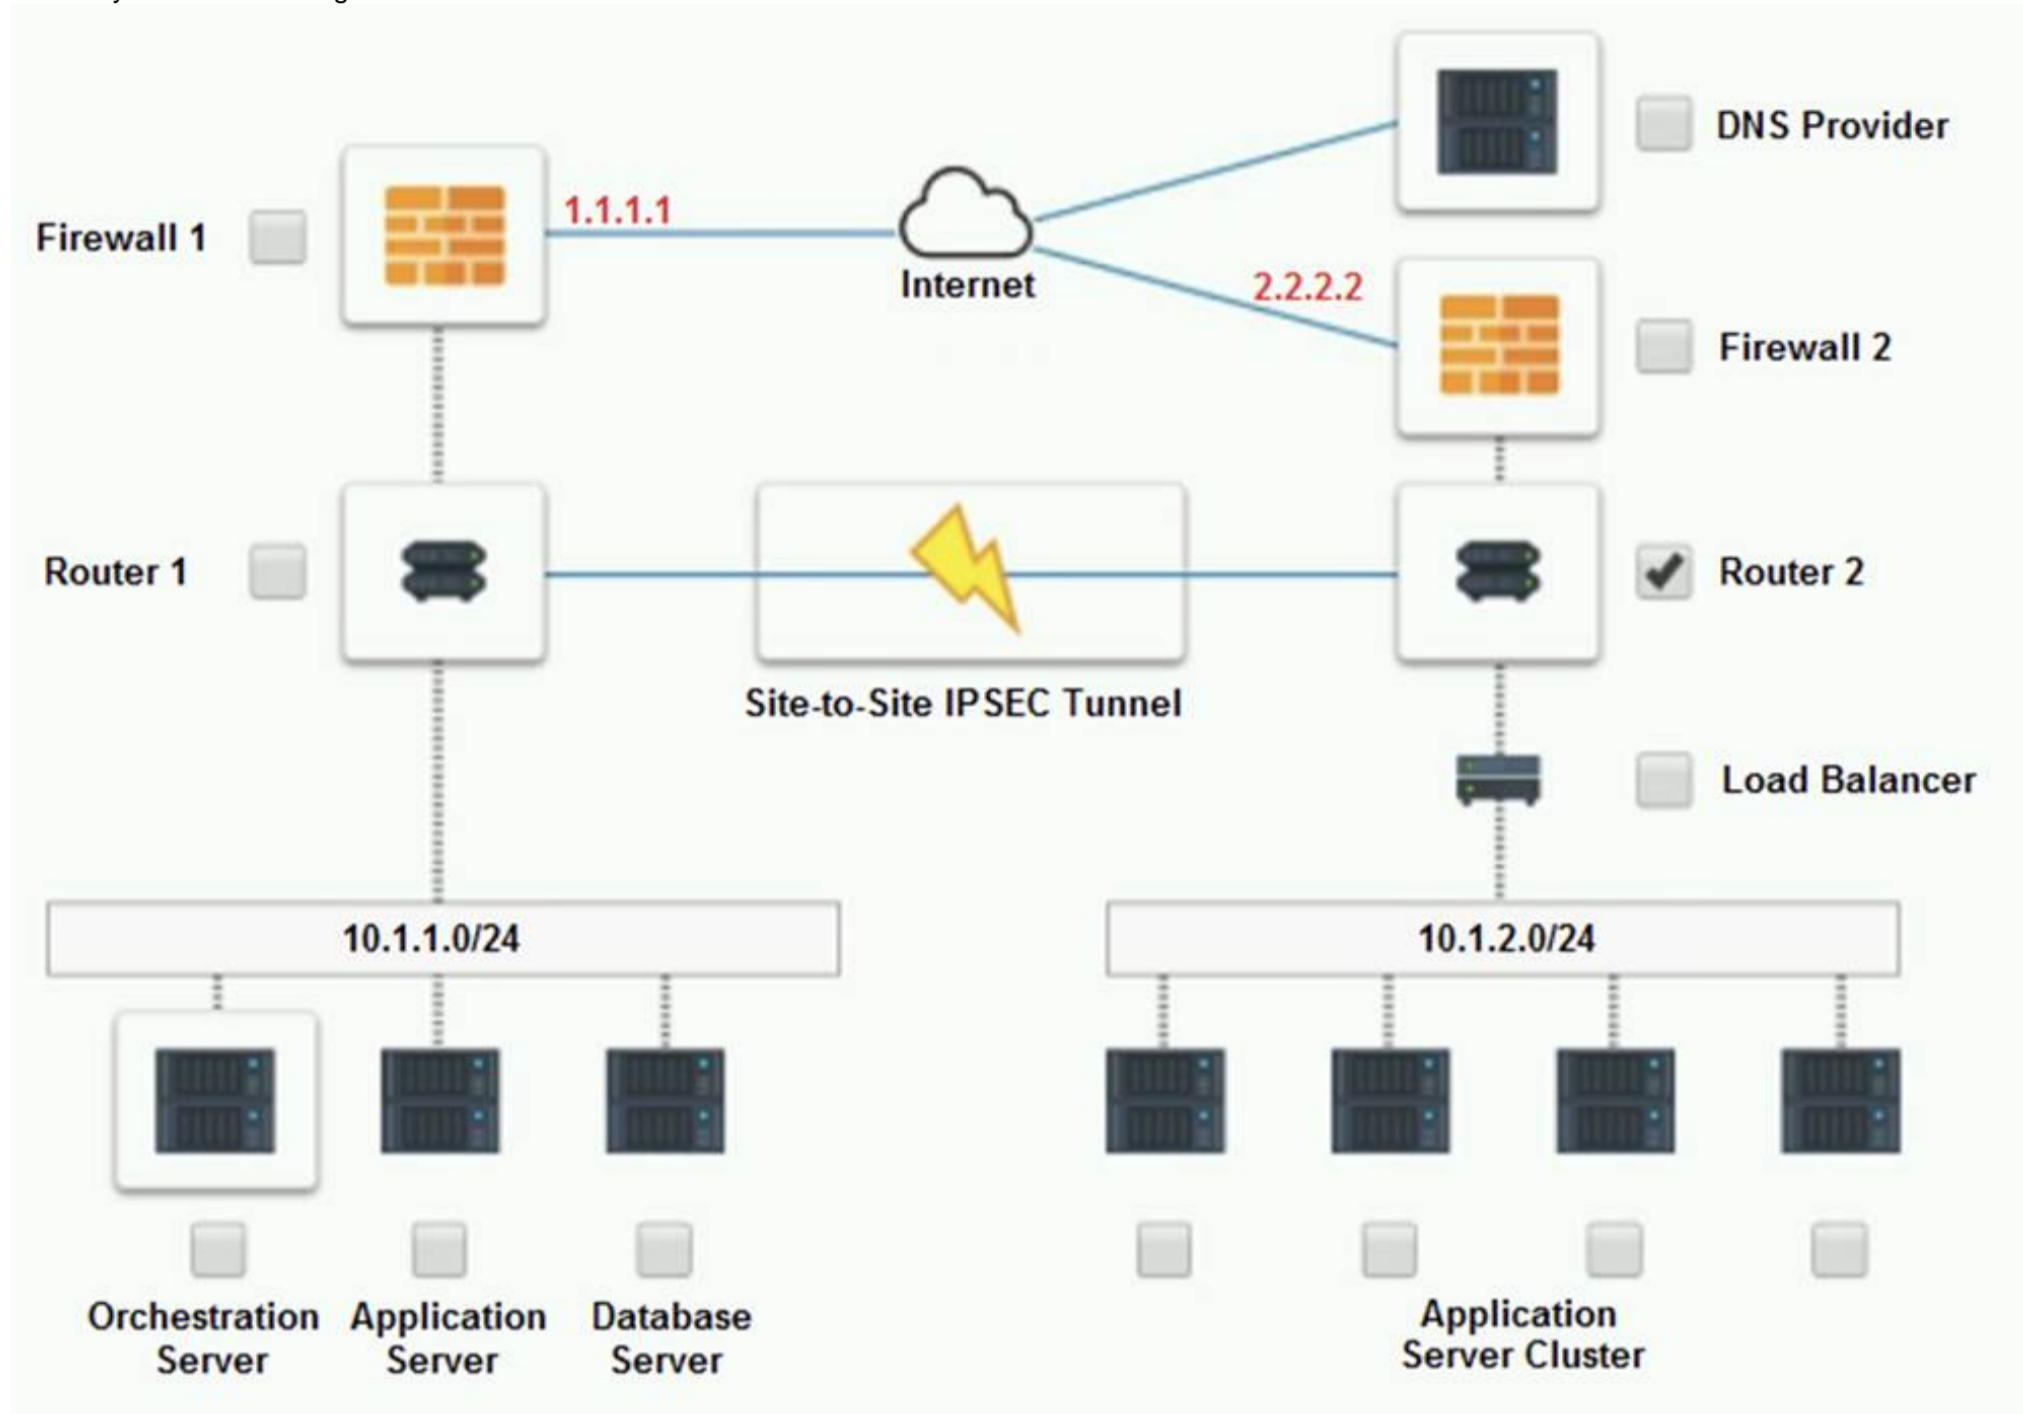 DNS Provider
Firewall 1
1.1.1.1
Internet
2.2.2.2
Firewall 2
Router 1
Router 2
Site-to-Site IPSEC Tunnel
Load Balancer
10.1.1.0/24
10.1.2.0/24
Orchestration
Server
Application
Server
Database
Server
Application
Server Cluster